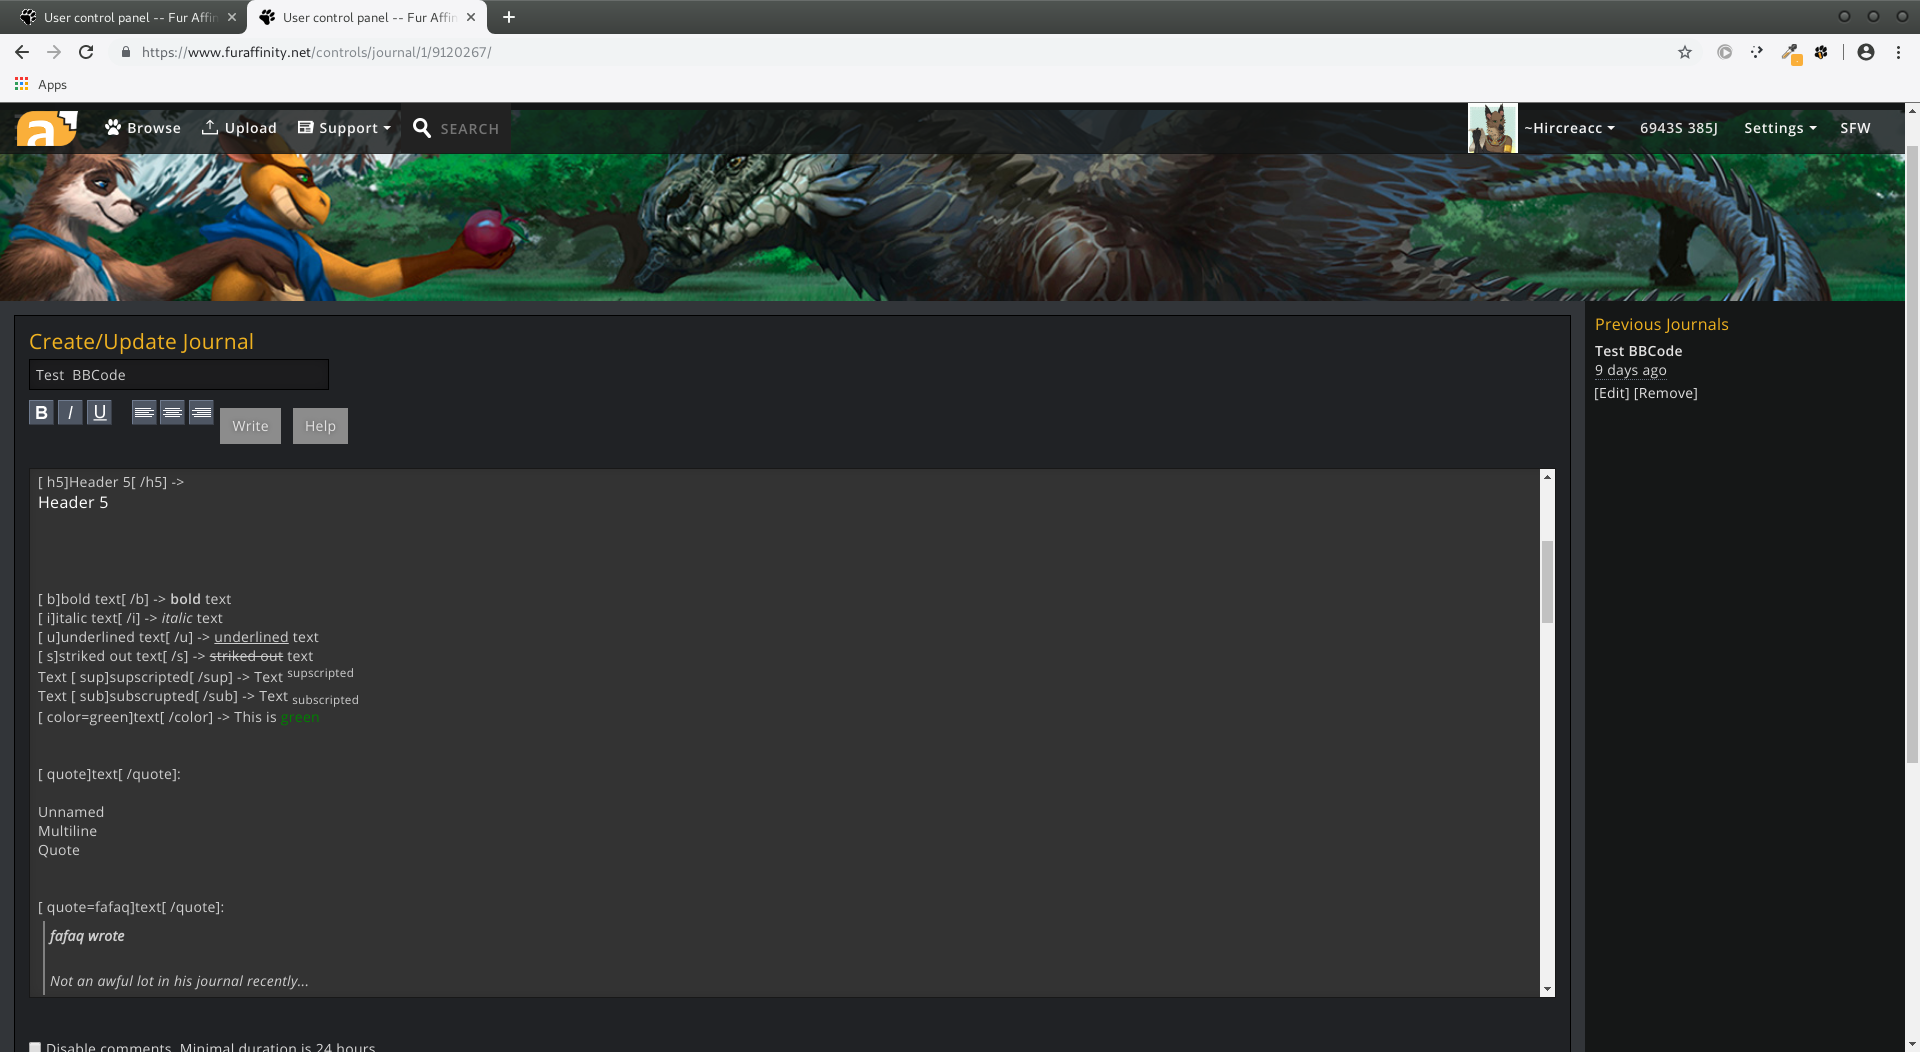 User control panel -- Fur Affin
User control panel -- Fur Affin
https://www.furaffinity.net/controls/journal/1/9120267/
Apps
a Browse Upload Support SEARCH ~Hircreacc 6943S 385J Settings SFW
Create/Update Journal
Test  BBCode
B I U Write Help
[ h5]Header 5[ /h5] ->
Header 5
[ b]bold text[ /b] -> bold text
[ i]italic text[ /i] -> italic text
[ u]underlined text[ /u] -> underlined text
[ s]striked out text[ /s] -> striked out text
Text [ sup]supscripted[ /sup] -> Text supscripted
Text [ sub]subscrupted[ /sub] -> Text subscripted
[ color=green]text[ /color] -> This is green
[ quote]text[ /quote]:
Unnamed
Multiline
Quote
[ quote=fafaq]text[ /quote]:
fafaq wrote
Not an awful lot in his journal recently...
Disable comments. Minimal duration is 24 hours
Previous Journals
Test BBCode
9 days ago
[Edit] [Remove]